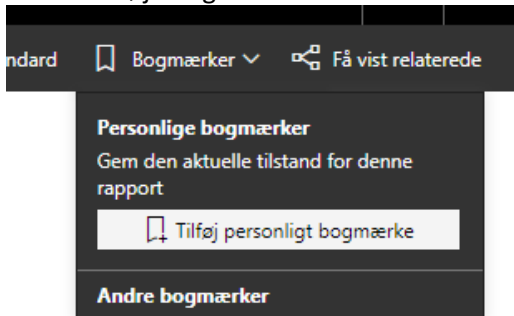 ndard Bogmærker Få vist relaterede
Personlige bogmærker
Gem den aktuelle tilstand for denne
rapport
Tilføj personligt bogmærke
Andre bogmærker